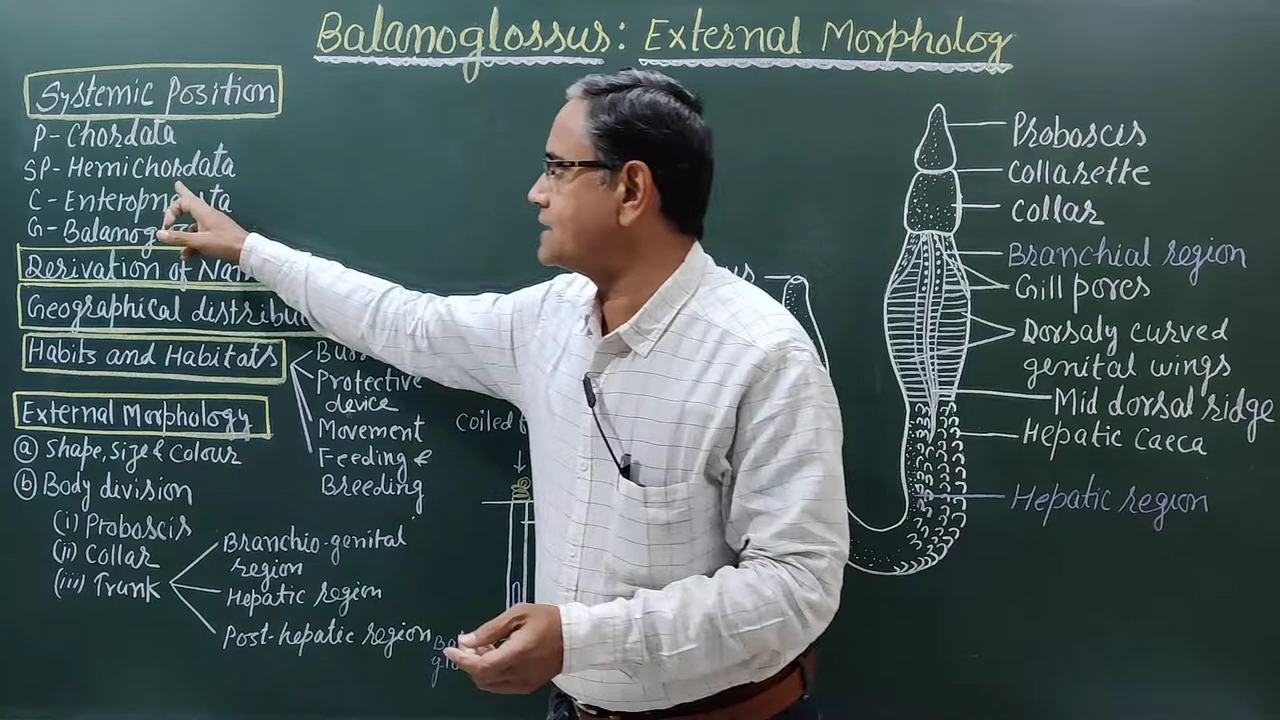 Balanoglossus: External Morpholog
Systemic Position
P- Chordata
SP- Hemichordata
C- Enteropneusta
G- Balanog
Derivation of
Geographical
Habits and Habitats
Protective
device
Movement
Feeding &
Breeding
External Morphology
(a) Shape, size & colour
(b) Body division
(i) Proboscis
(ii) Collar
(iii) Trunk
Branchio-genital
region
Hepatic region
Post-hepatic region
Coiled
Proboscis
Collarette
Collar
Branchial region
Gill pores
Dorsaly curved
genital wings
Mid dorsal ridge
Hepatic Caeca
Hepatic region